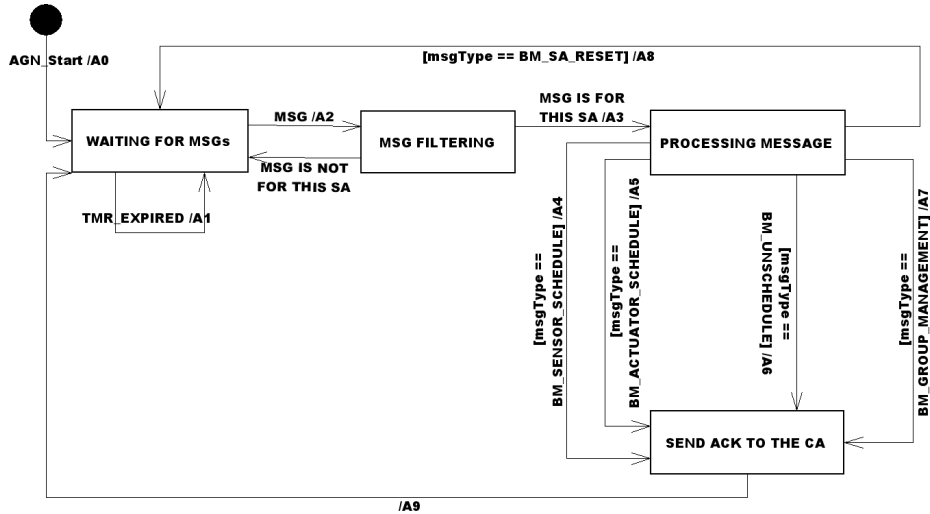 AGN_Start /A0
[msgType == BM_SA_RESET] /A8
WAITING FOR MSGs
MSG /A2
MSG FILTERING
MSG IS FOR
THIS SA /A3
PROCESSING MESSAGE
MSG IS NOT
FOR THIS SA
TMR_EXPIRED /A1
[msgType ==
BM_SENSOR_SCHEDULE] /A4
[msgType ==
BM_ACTUATOR_SCHEDULE] /A5
[msgType ==
BM_UNSCHEDULE] /A6
[msgType ==
BM_GROUP_MANAGEMENT] /A7
SEND ACK TO THE CA
/A9